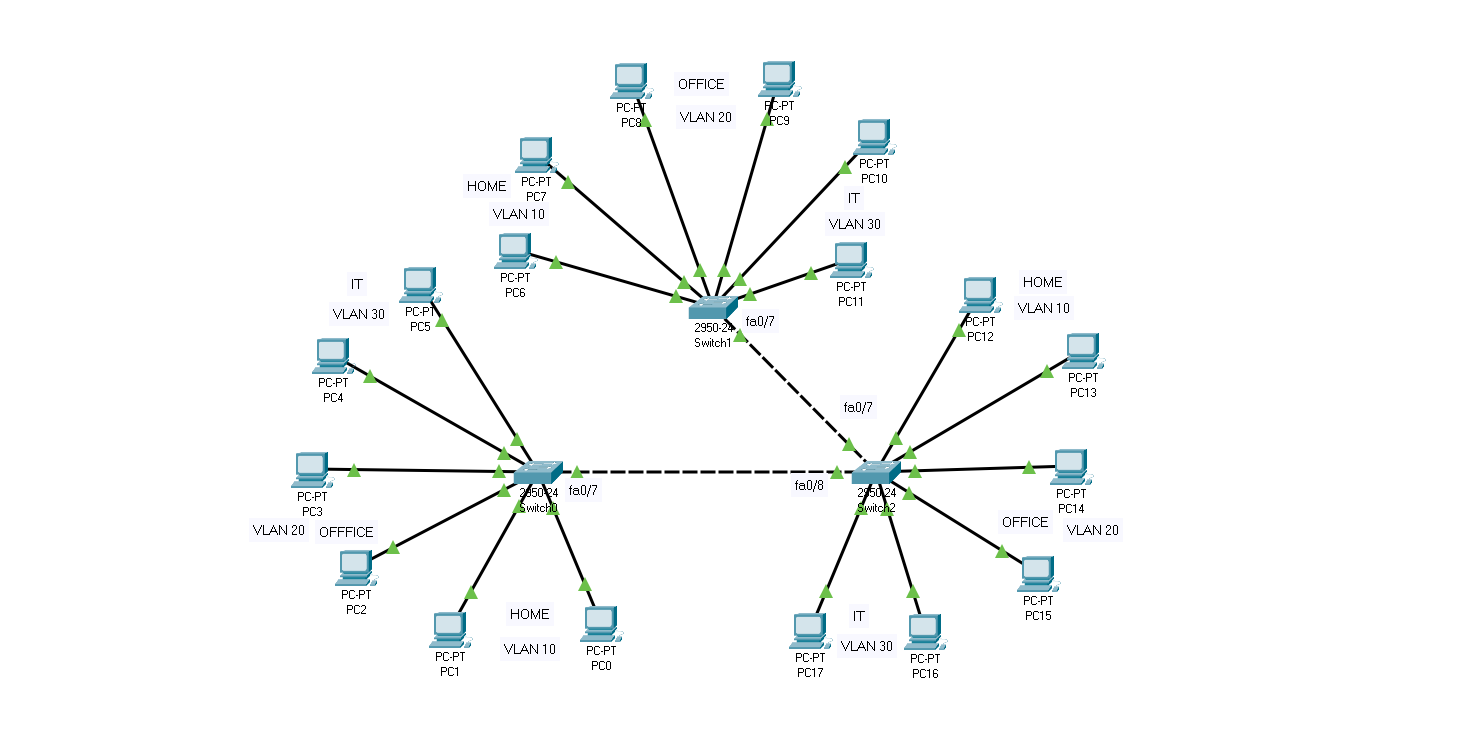 OFFICE
VLAN 20
PC-PT
PC8
PC-PT
PC9
PC-PT
PC10
HOME
VLAN 10
PC-PT
PC7
IT
VLAN 30
PC-PT
PC6
PC-PT
PC11
2950-24
Switch1
fa0/7
IT
VLAN 30
PC-PT
PC5
PC-PT
PC4
PC-PT
PC3
VLAN 20
OFFFICE
PC-PT
PC2
PC-PT
PC1
HOME
VLAN 10
PC-PT
PC0
2950-24
Switch0
fa0/7
fa0/7
fa0/8
2950-24
Switch2
HOME
VLAN 10
PC-PT
PC12
PC-PT
PC13
PC-PT
PC14
OFFICE
VLAN 20
PC-PT
PC15
IT
VLAN 30
PC-PT
PC17
PC-PT
PC16